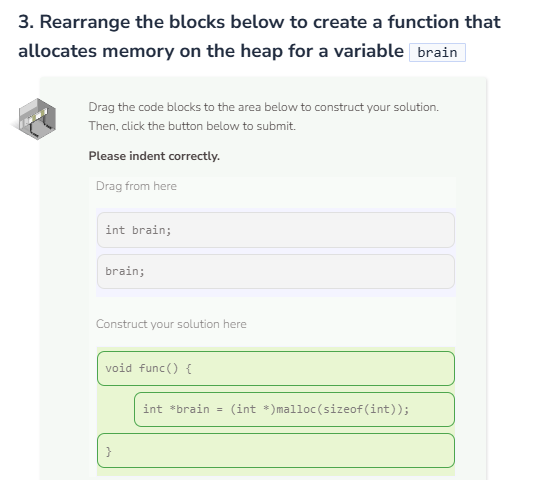 3. Rearrange the blocks below to create a function that
allocates memory on the heap for a variable brain
Drag the code blocks to the area below to construct your solution.
Then, click the button below to submit.
Please indent correctly.
Drag from here
int brain;
brain;
Construct your solution here
void func() {
int *brain = (int *)malloc(sizeof(int));
}